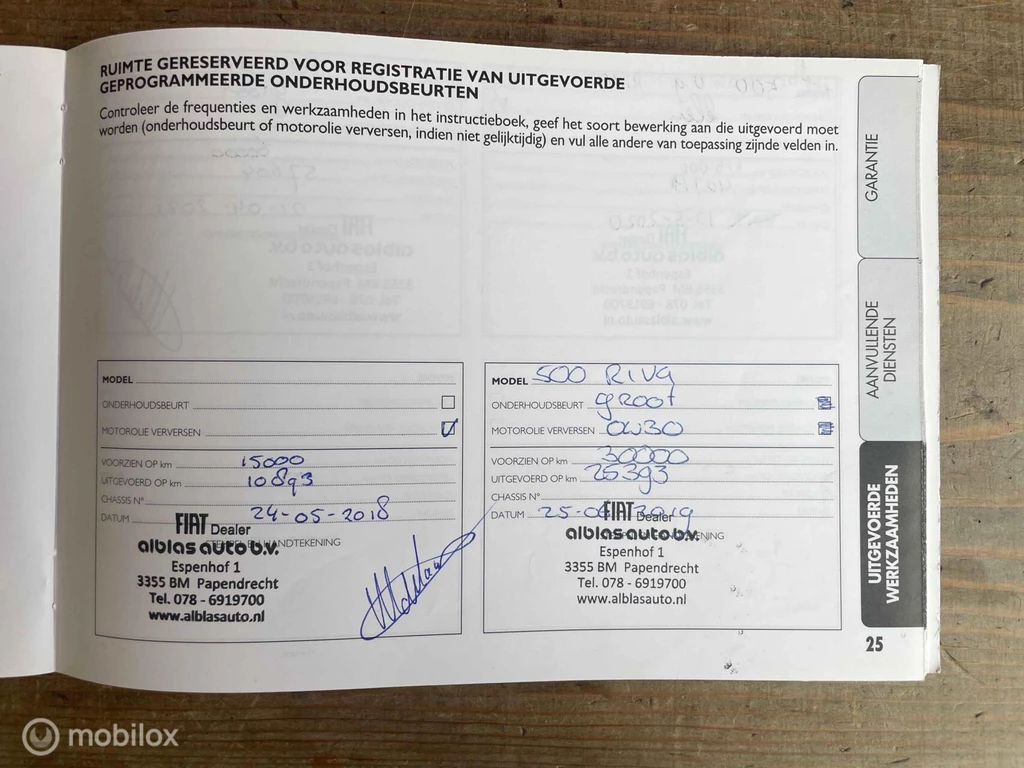 RUIMTE GERESERVEERD VOOR REGISTRATIE VAN UITGEVOERDE
GEPROGRAMMEERDE ONDERHOUDSBEURTEN
Controleer de frequenties en werkzaamheden in het instructieboek, geef het soort bewerking aan die uitgevoerd moet
worden (onderhoudsbeurt of motorolie verversen, indien niet gelijktijdig) en vul alle andere van toepassing zijnde velden in.
MODEL
ONDERHOUDSBEURT
MOTOROLIE VERVERSEN
VOORZIEN OP km 15000
UITGEVOERD OP km 10893
CHASSIS N°
DATUM 24-05-2018
FIAT Dealer
alblas auto b.v.
EN HANDTEKENING
Espenhof 1
3355 BM Papendrecht
Tel. 078 - 6919700
www.alblasauto.nl
MODEL 500 RIVA
ONDERHOUDSBEURT groot
MOTOROLIE VERVERSEN 0W30
VOORZIEN OP km 30000
UITGEVOERD OP km 25393
CHASSIS N°
DATUM 25-0 2019
FIAT Dealer
alblas auto b.v.
Espenhof 1
3355 BM Papendrecht
Tel. 078 - 6919700
www.alblasauto.nl
GARANTIE
AANVULLENDE
DIENSTEN
UITGEVOERDE
WERKZAAMHEDEN
25
mobilox